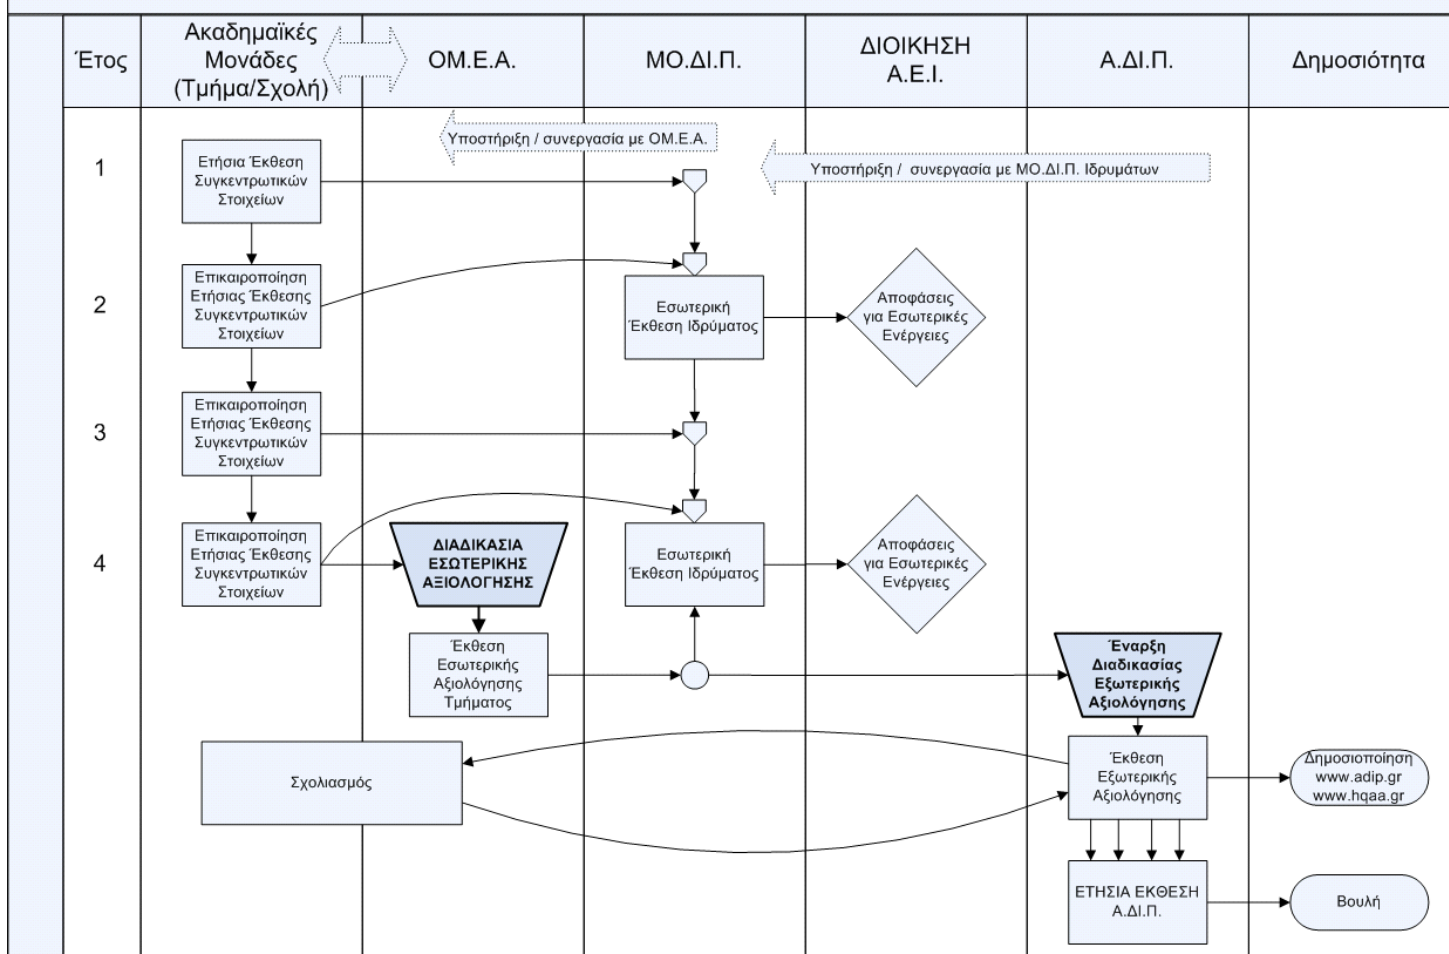 Έτος
Ακαδημαϊκές
Μονάδες
(Τμήμα/Σχολή)
ΟΜ.Ε.Α.
ΜΟ.ΔΙ.Π.
ΔΙΟΙΚΗΣΗ
Α.Ε.Ι.
Α.ΔΙ.Π.
Δημοσιότητα
Υποστήριξη / συνεργασία με ΟΜ.Ε.Α.
Υποστήριξη / συνεργασία με ΜΟ.ΔΙ.Π. Ιδρυμάτων
1
Ετήσια Έκθεση
Συγκεντρωτικών
Στοιχείων
2
Επικαιροποίηση
Ετήσιας Έκθεσης
Συγκεντρωτικών
Στοιχείων
Εσωτερική
Έκθεση Ιδρύματος
Αποφάσεις
για Εσωτερικές
Ενέργειες
3
Επικαιροποίηση
Ετήσιας Έκθεσης
Συγκεντρωτικών
Στοιχείων
4
Επικαιροποίηση
Ετήσιας Έκθεσης
Συγκεντρωτικών
Στοιχείων
ΔΙΑΔΙΚΑΣΙΑ
ΕΣΩΤΕΡΙΚΗΣ
ΑΞΙΟΛΟΓΗΣΗΣ
Εσωτερική
Έκθεση Ιδρύματος
Αποφάσεις
για Εσωτερικές
Ενέργειες
Έκθεση
Εσωτερικής
Αξιολόγησης
Τμήματος
Έναρξη
Διαδικασίας
Εξωτερικής
Αξιολόγησης
Σχολιασμός
Έκθεση
Εξωτερικής
Αξιολόγησης
Δημοσιοποίηση
www.adip.gr
www.hqaa.gr
ΕΤΗΣΙΑ ΕΚΘΕΣΗ
Α.ΔΙ.Π.
Βουλή